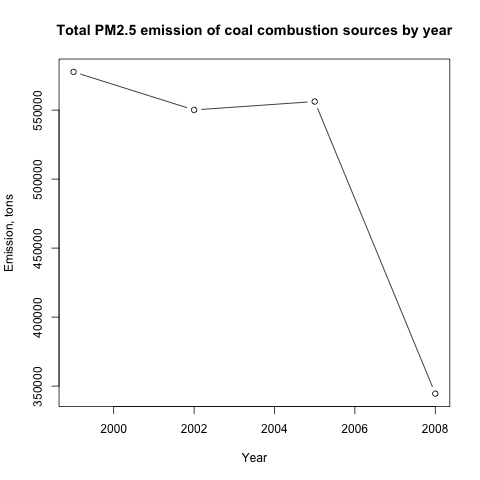 Total PM2.5 emission of coal combustion sources by year
Emission, tons
550000
500000
450000
400000
350000
2000 2002 2004 2006 2008
Year